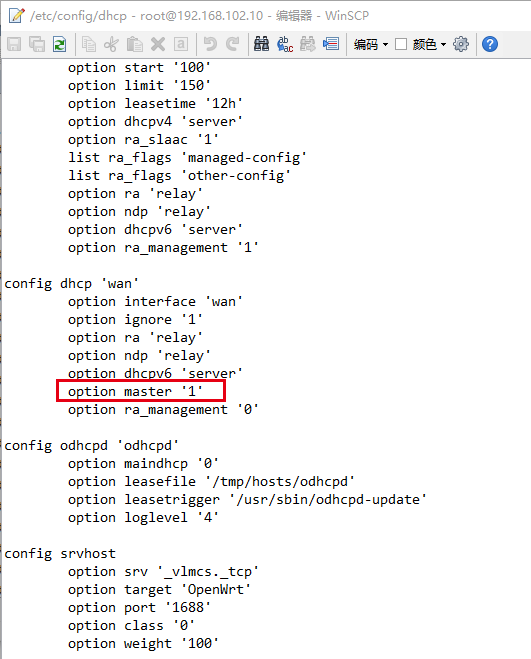 /etc/config/dhcp - root@192.168.102.10 - 编辑器 - WinSCP
编码 颜色
option start '100'
option limit '150'
option leasetime '12h'
option dhcpv4 'server'
option ra_slaac '1'
list ra_flags 'managed-config'
list ra_flags 'other-config'
option ra 'relay'
option ndp 'relay'
option dhcpv6 'server'
option ra_management '1'
config dhcp 'wan'
option interface 'wan'
option ignore '1'
option ra 'relay'
option ndp 'relay'
option dhcpv6 'server'
option master '1'
option ra_management '0'
config odhcpd 'odhcpd'
option maindhcp '0'
option leasefile '/tmp/hosts/odhcpd'
option leasetrigger '/usr/sbin/odhcpd-update'
option loglevel '4'
config srvhost
option srv '_vlmcs._tcp'
option target 'OpenWrt'
option port '1688'
option class '0'
option weight '100'